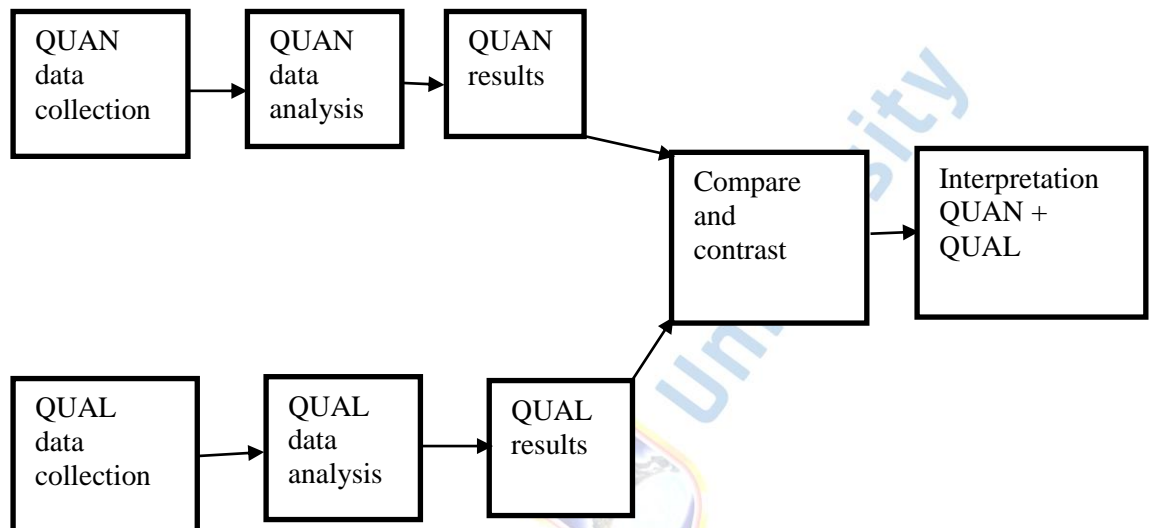 QUAN
data
collection
QUAN
data
analysis
QUAN
results
Compare
and
contrast
Interpretation
QUAN +
QUAL
QUAL
data
collection
QUAL
data
analysis
QUAL
results